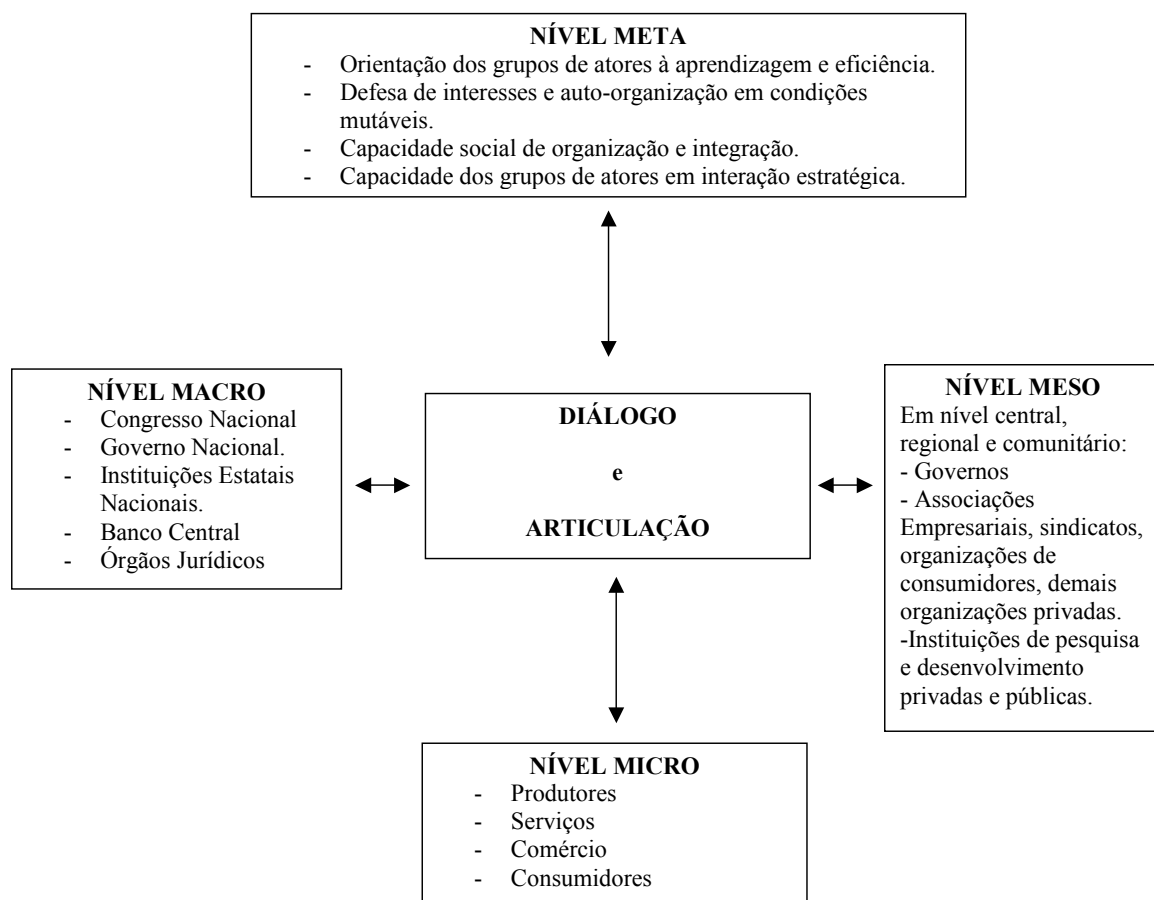 NÍVEL META
- Orientação dos grupos de atores à aprendizagem e eficiência.
- Defesa de interesses e auto-organização em condições
mutáveis.
- Capacidade social de organização e integração.
- Capacidade dos grupos de atores em interação estratégica.
NÍVEL MACRO
- Congresso Nacional
- Governo Nacional.
- Instituições Estatais
Nacionais.
- Banco Central
- Órgãos Jurídicos
DIÁLOGO
e
ARTICULAÇÃO
NÍVEL MESO
Em nível central,
regional e comunitário:
- Governos
- Associações
Empresariais, sindicatos,
organizações de
consumidores, demais
organizações privadas.
-Instituições de pesquisa
e desenvolvimento
privadas e públicas.
NÍVEL MICRO
- Produtores
- Serviços
- Comércio
- Consumidores